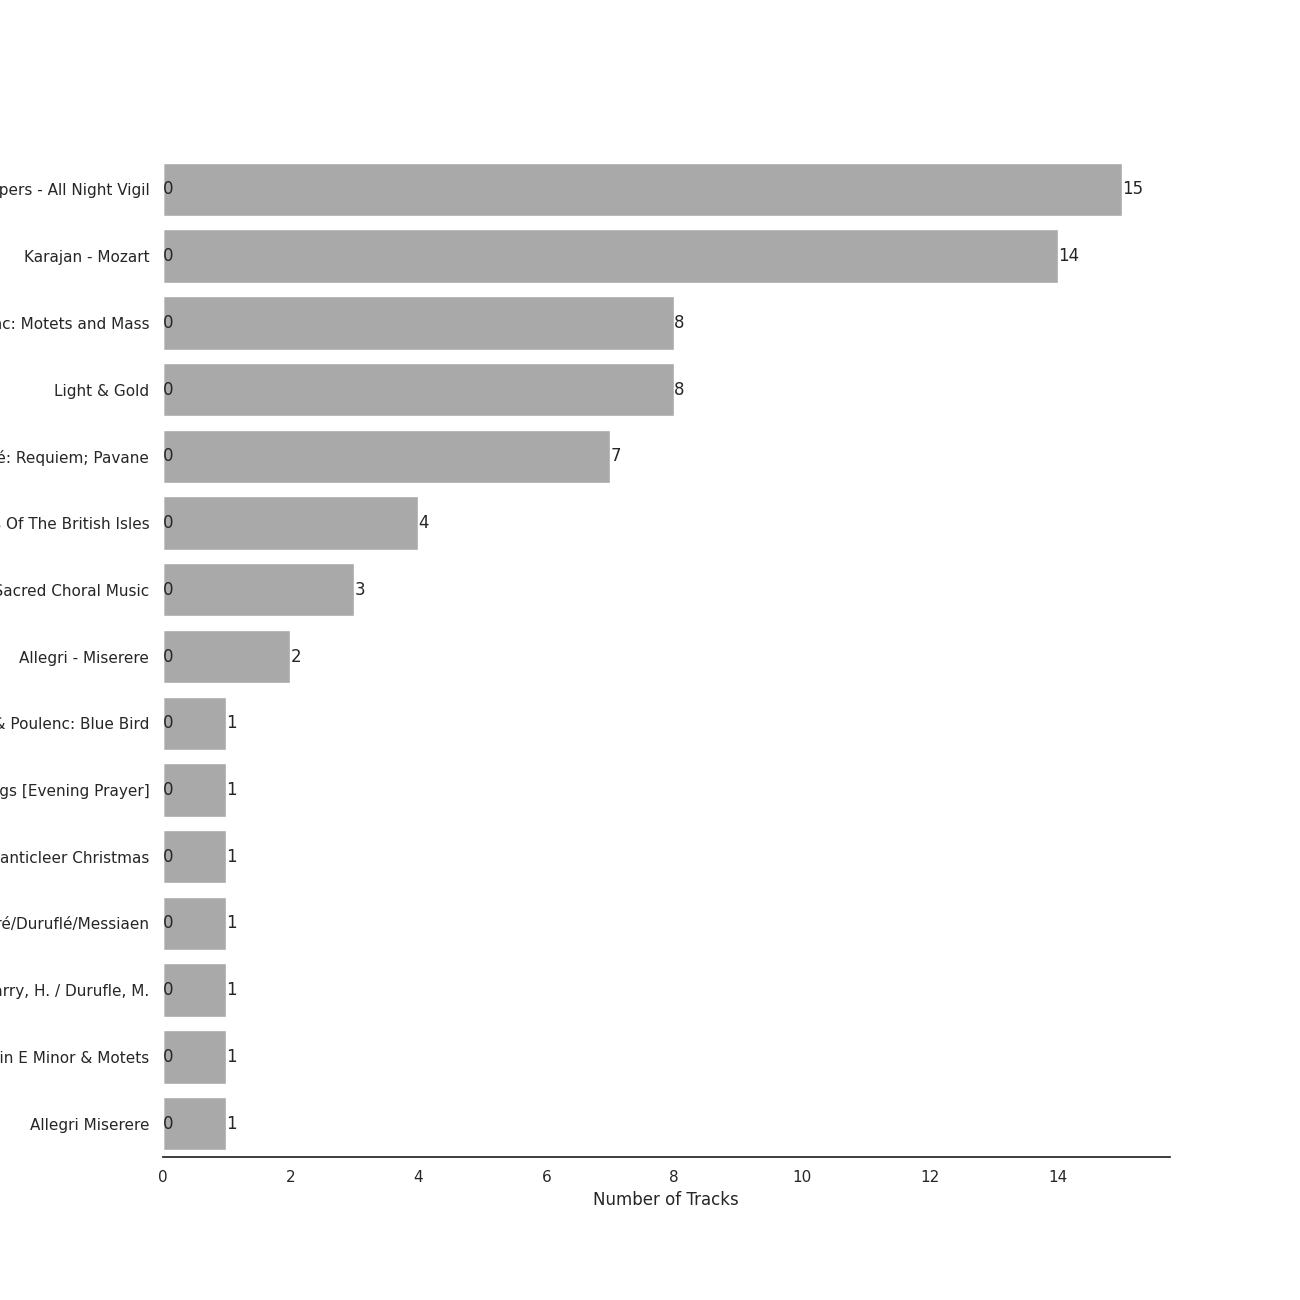 pers - All Night Vigil 0 15
Karajan - Mozart 0 14
c: Motets and Mass 0 8
Light & Gold 0 8
é: Requiem; Pavane 0 7
Of The British Isles 0 4
Sacred Choral Music 0 3
Allegri - Miserere 0 2
& Poulenc: Blue Bird 0 1
gs [Evening Prayer] 0 1
anticleer Christmas 0 1
é/Duruflé/Messiaen 0 1
rry, H. / Durufle, M. 0 1
in E Minor & Motets 0 1
Allegri Miserere 0 1
0 2 4 6 8 10 12 14
Number of Tracks